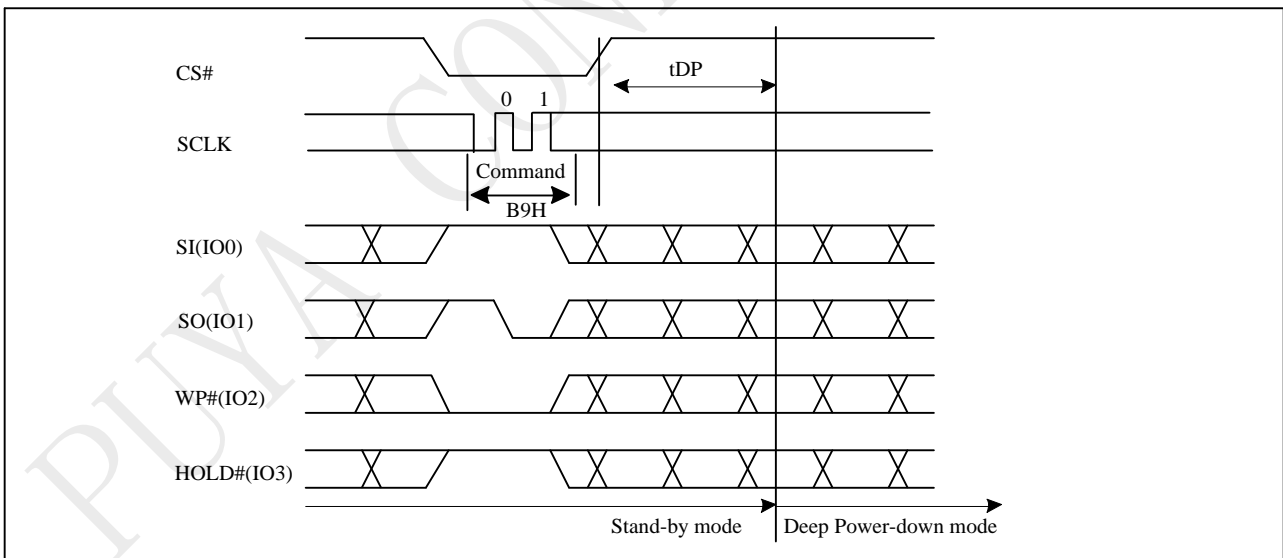 CS#
tDP
0 1
SCLK
Command
B9H
SI(IO0)
SO(IO1)
WP#(IO2)
HOLD#(IO3)
Stand-by mode Deep Power-down mode
PUYA